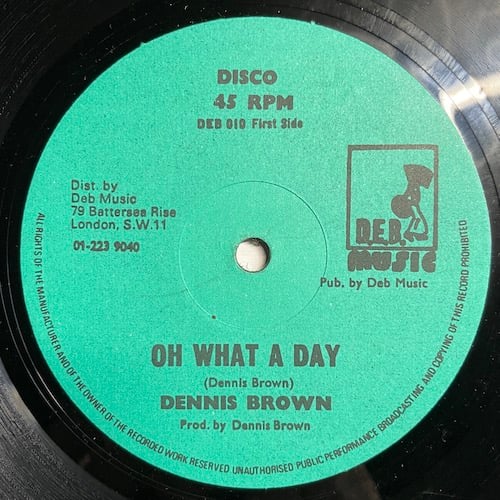 DISCO
45 RPM
DEB 010 First Side
Dist. by
Deb Music
79 Battersea Rise
London, S.W.11
01-223 9040
D.E.B.
MUSIC
Pub. by Deb Music
OH WHAT A DAY
(Dennis Brown)
DENNIS BROWN
Prod. by Dennis Brown
ALL RIGHTS OF THE MANUFACTURER AND OF THE OWNER OF THE RECORDED WORK RESERVED UNAUTHORISED PUBLIC PERFORMANCE BROADCASTING AND COPYING OF THIS RECORD PROHIBITED